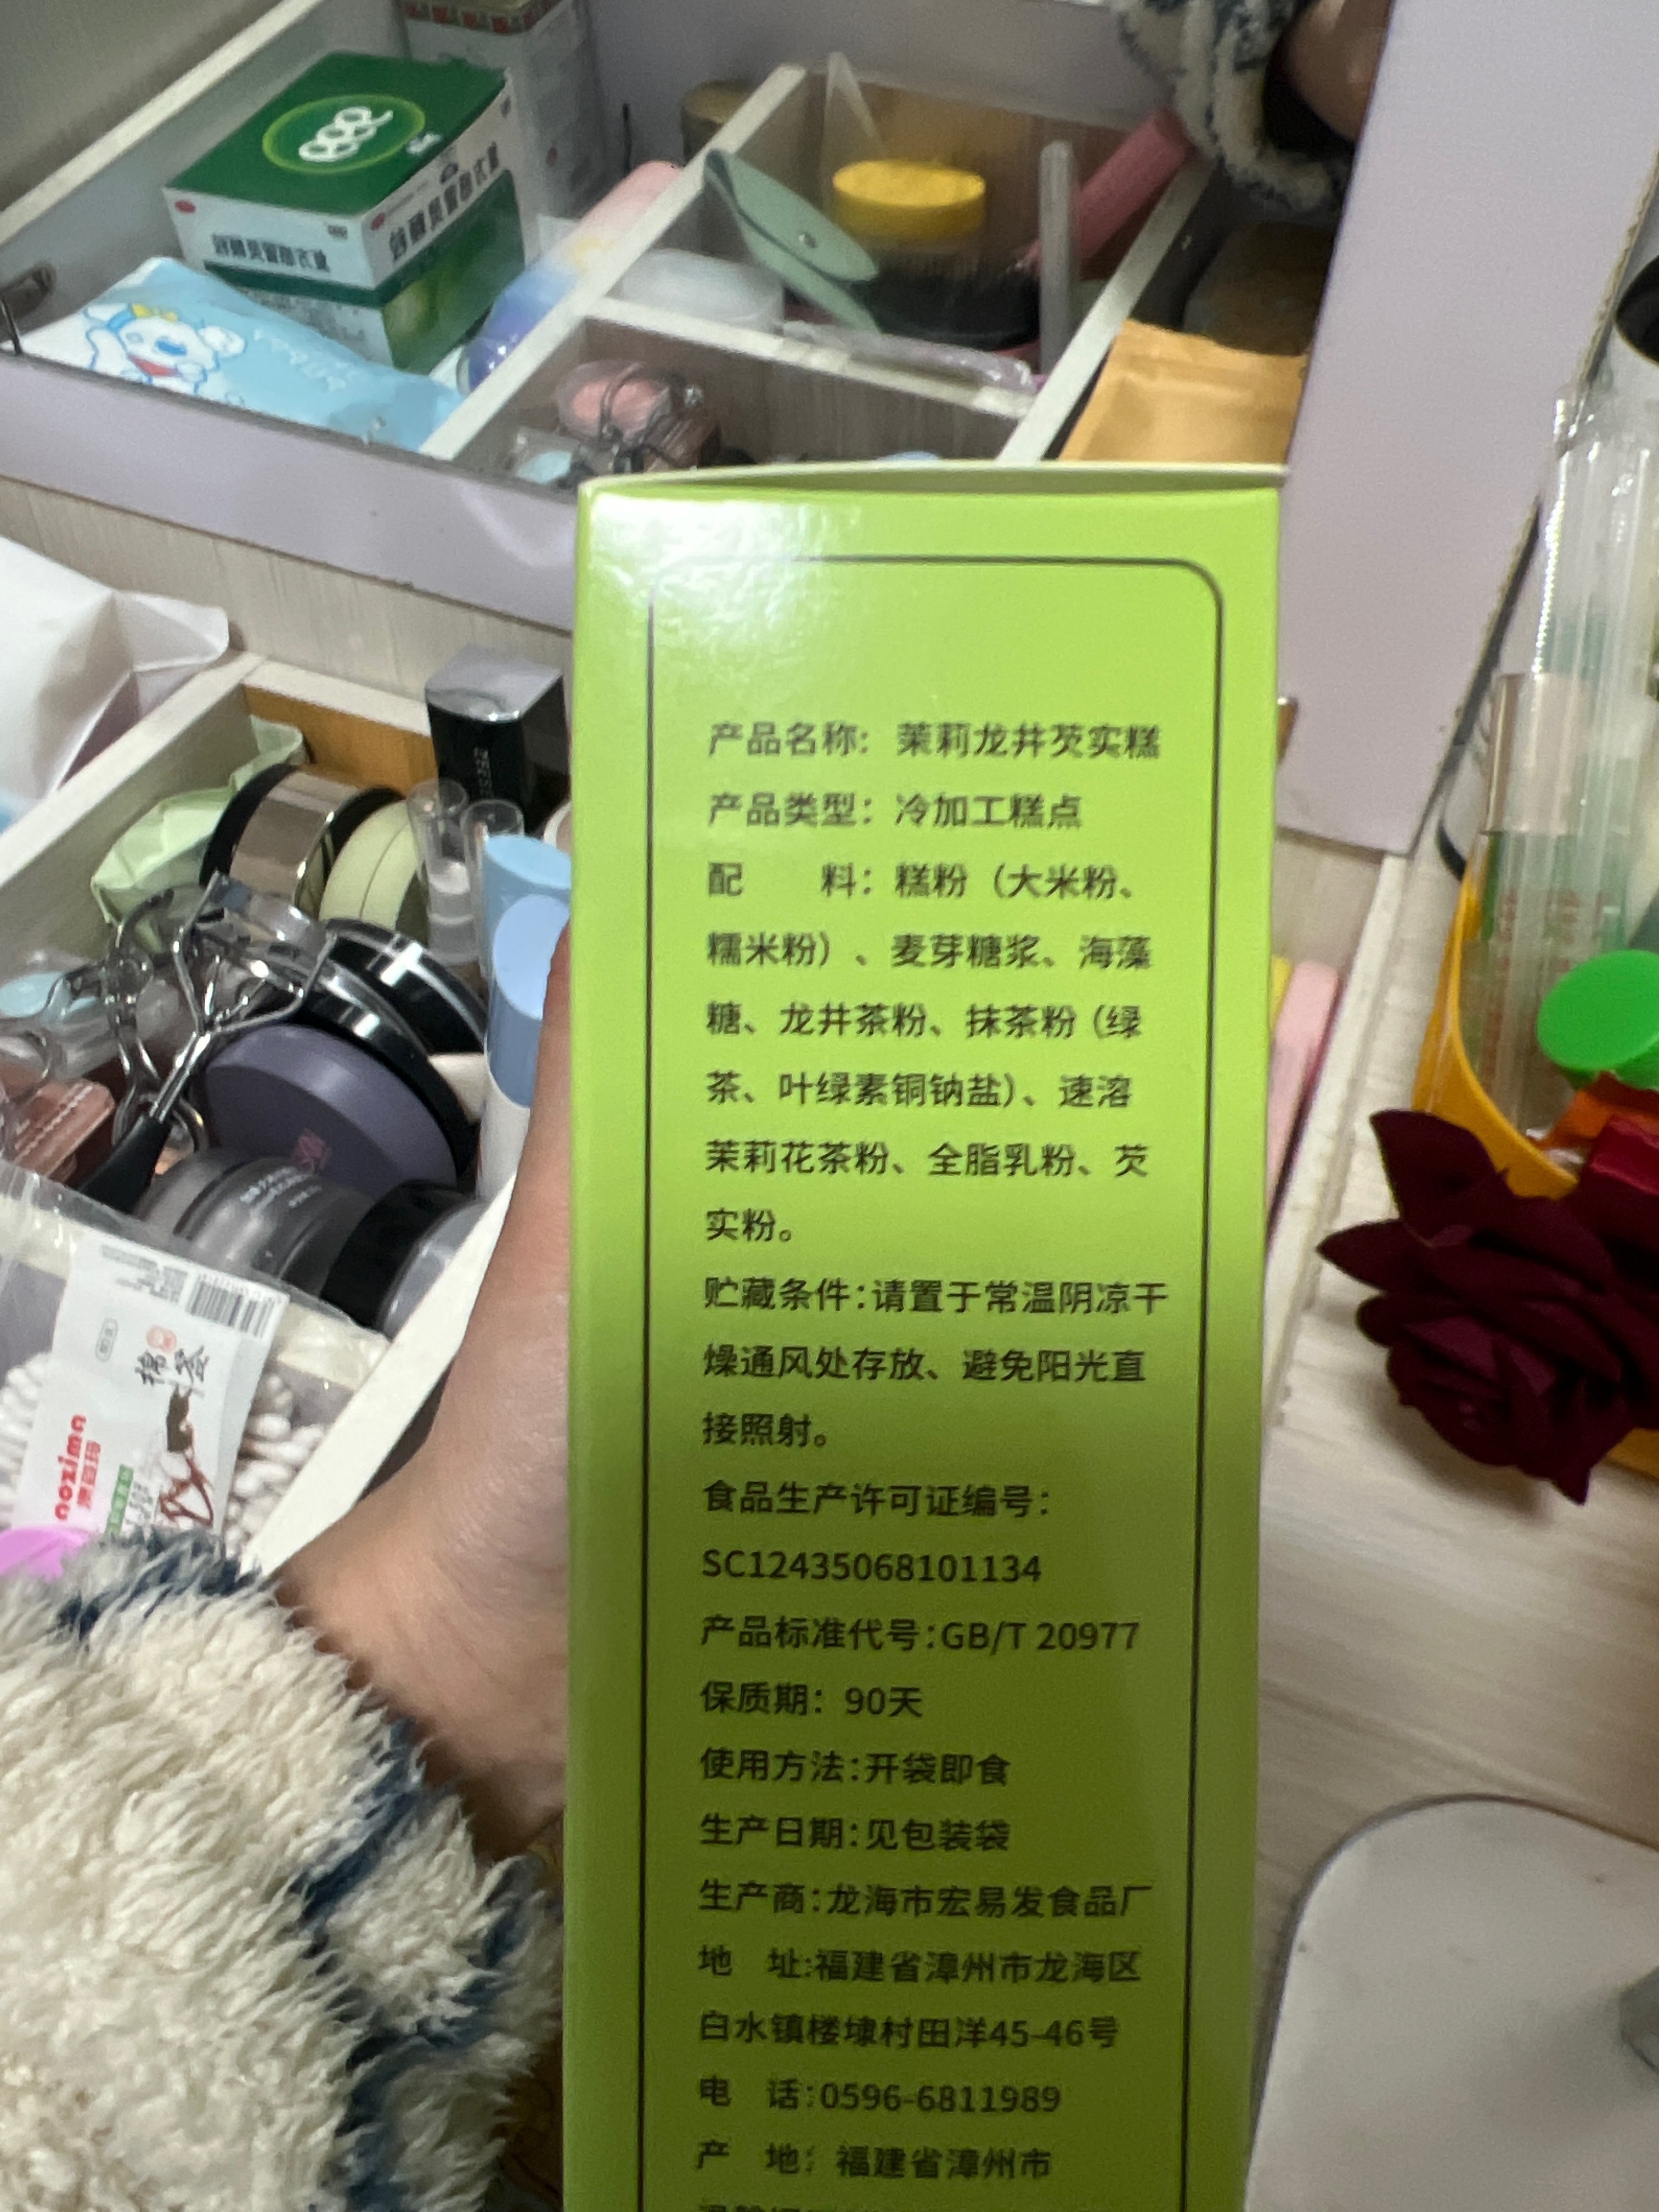 999
产品名称：茉莉龙井芡实糕
产品类型：冷加工糕点
配 料：糕粉（大米粉、
糯米粉）、麦芽糖浆、海藻
糖、龙井茶粉、抹茶粉（绿
茶、叶绿素铜钠盐）、速溶
茉莉花茶粉、全脂乳粉、芡
实粉。
贮藏条件：请置于常温阴凉干
燥通风处存放、避免阳光直
接照射。
食品生产许可证编号：
SC12435068101134
产品标准代号：GB/T 20977
保质期：90天
使用方法：开袋即食
生产日期：见包装袋
生产商：龙海市宏易发食品厂
地 址：福建省漳州市龙海区
白水镇楼埭村田洋45-46号
电 话：0596-6811989
产 地：福建省漳州市
棉签